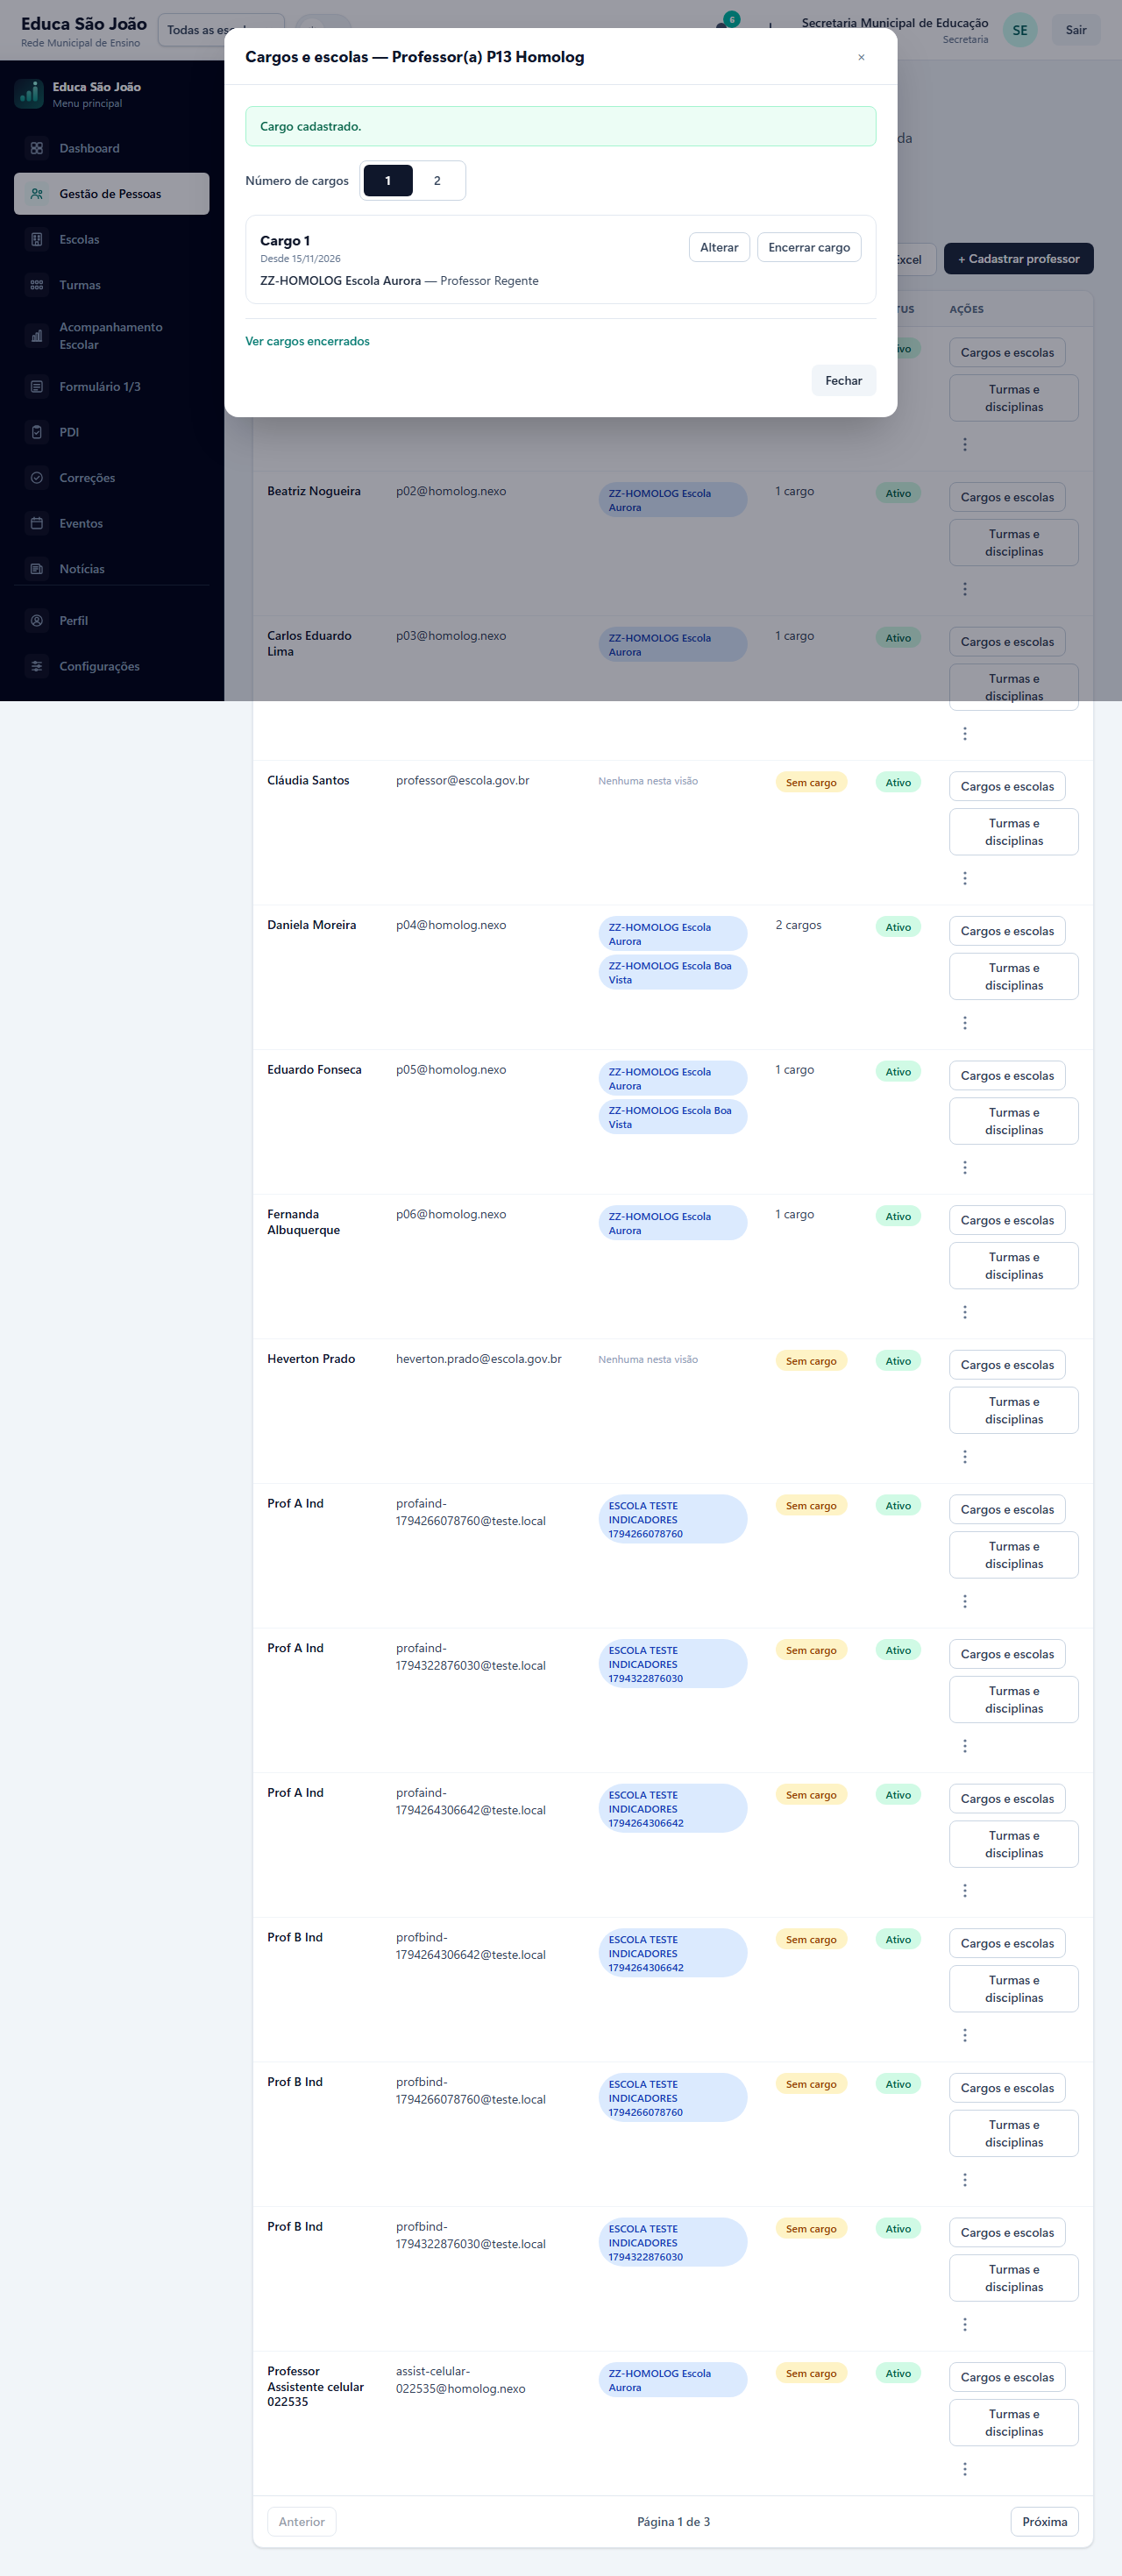 Educa São João
Rede Municipal de Ensino
Todas as
6
Secretaria Municipal de Educação
Secretaria
SE
Sair
Educa São João
Menu principal
Dashboard
Gestão de Pessoas
Escolas
Turmas
Acompanhamento
Escolar
Formulário 1/3
PDI
Correções
Eventos
Notícias
Perfil
Configurações
Cargos e escolas — Professor(a) P13 Homolog
×
Cargo cadastrado.
Número de cargos
1
2
Cargo 1
Desde 15/11/2026
ZZ-HOMOLOG Escola Aurora — Professor Regente
Alterar
Encerrar cargo
Ver cargos encerrados
Fechar
da
Excel
+ Cadastrar professor
TUS
AÇÕES
ivo
Cargos e escolas
Turmas e
disciplinas
Beatriz Nogueira
p02@homolog.nexo
ZZ-HOMOLOG Escola
Aurora
1 cargo
Ativo
Cargos e escolas
Turmas e
disciplinas
Carlos Eduardo
Lima
p03@homolog.nexo
ZZ-HOMOLOG Escola
Aurora
1 cargo
Ativo
Cargos e escolas
Turmas e
disciplinas
Cláudia Santos
professor@escola.gov.br
Nenhuma nesta visão
Sem cargo
Ativo
Cargos e escolas
Turmas e
disciplinas
Daniela Moreira
p04@homolog.nexo
ZZ-HOMOLOG Escola
Aurora
ZZ-HOMOLOG Escola Boa
Vista
2 cargos
Ativo
Cargos e escolas
Turmas e
disciplinas
Eduardo Fonseca
p05@homolog.nexo
ZZ-HOMOLOG Escola
Aurora
ZZ-HOMOLOG Escola Boa
Vista
1 cargo
Ativo
Cargos e escolas
Turmas e
disciplinas
Fernanda
Albuquerque
p06@homolog.nexo
ZZ-HOMOLOG Escola
Aurora
1 cargo
Ativo
Cargos e escolas
Turmas e
disciplinas
Heverton Prado
heverton.prado@escola.gov.br
Nenhuma nesta visão
Sem cargo
Ativo
Cargos e escolas
Turmas e
disciplinas
Prof A Ind
profaind-
1794266078760@teste.local
ESCOLA TESTE
INDICADORES
1794266078760
Sem cargo
Ativo
Cargos e escolas
Turmas e
disciplinas
Prof A Ind
profaind-
1794322876030@teste.local
ESCOLA TESTE
INDICADORES
1794322876030
Sem cargo
Ativo
Cargos e escolas
Turmas e
disciplinas
Prof A Ind
profaind-
1794264306642@teste.local
ESCOLA TESTE
INDICADORES
1794264306642
Sem cargo
Ativo
Cargos e escolas
Turmas e
disciplinas
Prof B Ind
profbind-
1794264306642@teste.local
ESCOLA TESTE
INDICADORES
1794264306642
Sem cargo
Ativo
Cargos e escolas
Turmas e
disciplinas
Prof B Ind
profbind-
1794266078760@teste.local
ESCOLA TESTE
INDICADORES
1794266078760
Sem cargo
Ativo
Cargos e escolas
Turmas e
disciplinas
Prof B Ind
profbind-
1794322876030@teste.local
ESCOLA TESTE
INDICADORES
1794322876030
Sem cargo
Ativo
Cargos e escolas
Turmas e
disciplinas
Professor
Assistente celular
022535
assist-celular-
022535@homolog.nexo
ZZ-HOMOLOG Escola
Aurora
Sem cargo
Ativo
Cargos e escolas
Turmas e
disciplinas
Anterior
Página 1 de 3
Próxima